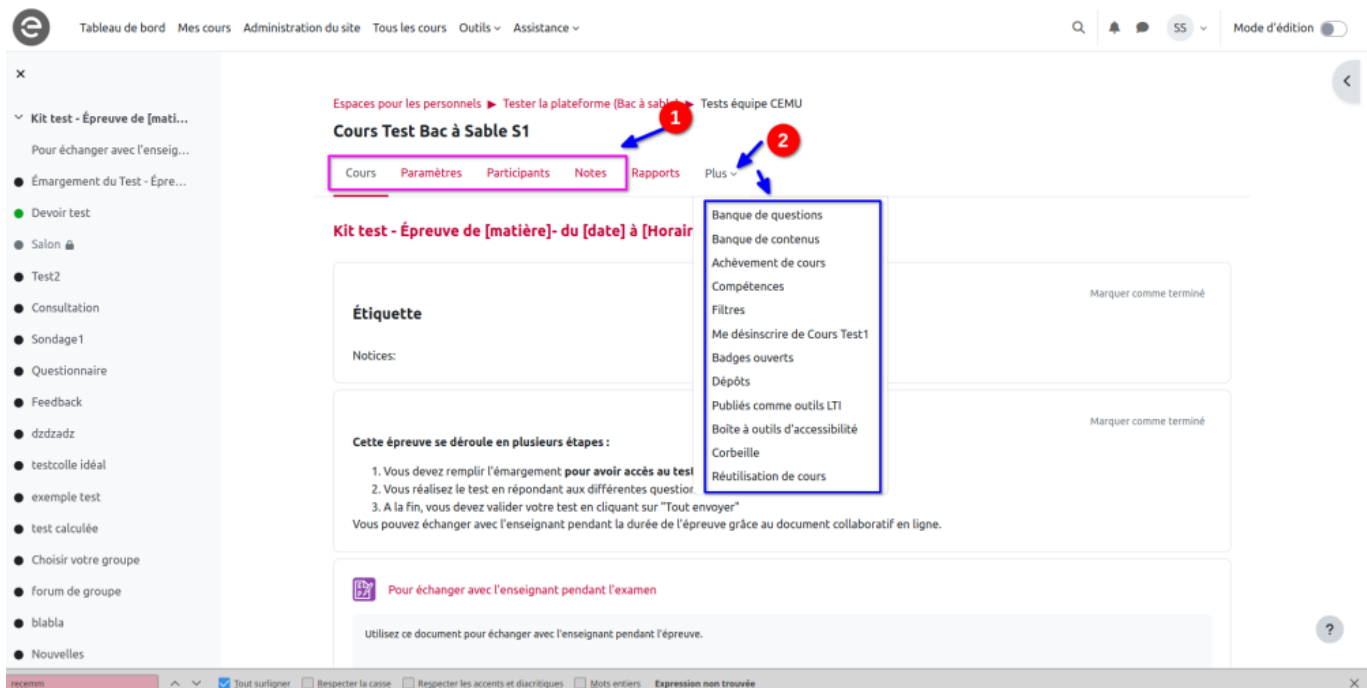 Tableau de bord Mes cours Administration du site Tous les cours Outils Assistance SS Mode d'édition
Kit test - Épreuve de [mati...
Pour échanger avec l'enseig...
Émargement du Test - Épre...
Devoir test
Salon
Test2
Consultation
Sondage1
Questionnaire
Feedback
dzdzadz
testcolle idéal
exemple test
test calculée
Choisir votre groupe
forum de groupe
blabla
Nouvelles
Espaces pour les personnels ▶ Tester la plateforme (Bac à sable) ▶ Tests équipe CEMU
1
Cours Test Bac à Sable S1
2
Cours Paramètres Participants Notes Rapports Plus
Banque de questions
Banque de contenus
Achèvement de cours
Compétences
Filtres
Me désinscrire de Cours Test1
Badges ouverts
Dépôts
Publiés comme outils LTI
Boîte à outils d'accessibilité
Corbeille
Réutilisation de cours
Kit test - Épreuve de [matière]- du [date] à [Horair
Marquer comme terminé
Étiquette
Notices:
Marquer comme terminé
Cette épreuve se déroule en plusieurs étapes :
1. Vous devez remplir l'émargement pour avoir accès au test
2. Vous réalisez le test en répondant aux différentes question
3. A la fin, vous devez valider votre test en cliquant sur "Tout envoyer"
Vous pouvez échanger avec l'enseignant pendant la durée de l'épreuve grâce au document collaboratif en ligne.
Pour échanger avec l'enseignant pendant l'examen
Utilisez ce document pour échanger avec l'enseignant pendant l'épreuve.
?
recemm Tout surligner Respecter la casse Respecter les accents et diacritiques Mots entiers Expression non trouvée